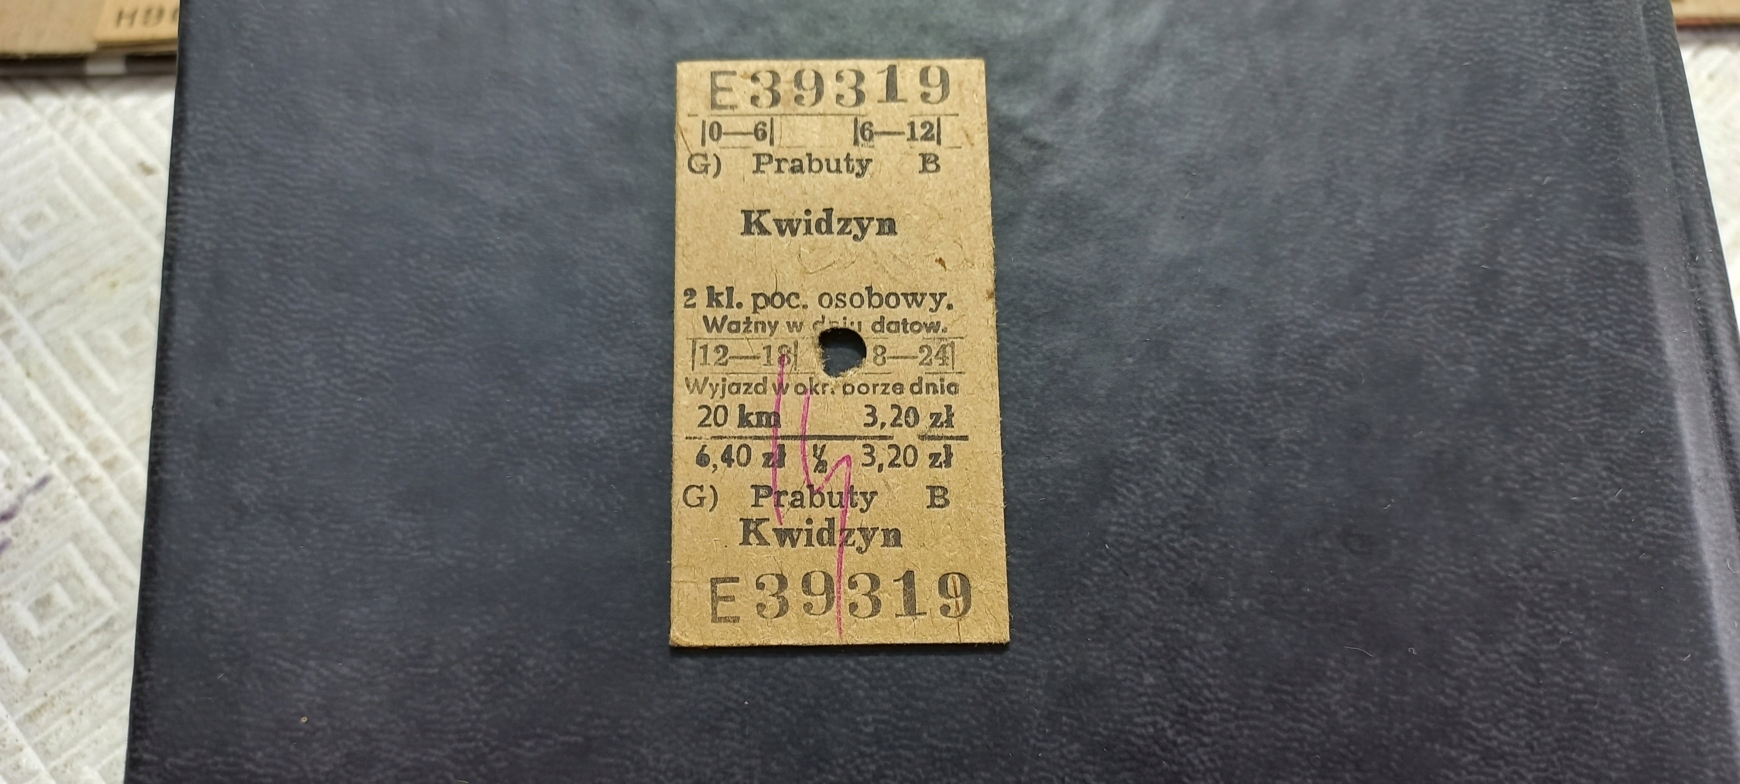 E39319
|0—6| |6—12|
G) Prabuty B
Kwidzyn
2 kl. poc. osobowy.
Ważny w dniu datow.
|12—18| 8—24|
Wyjazd w okr. porze dnia
20 km 3,20 zł
6,40 zł ½ 3,20 zł
G) Prabuty B
Kwidzyn
E39319